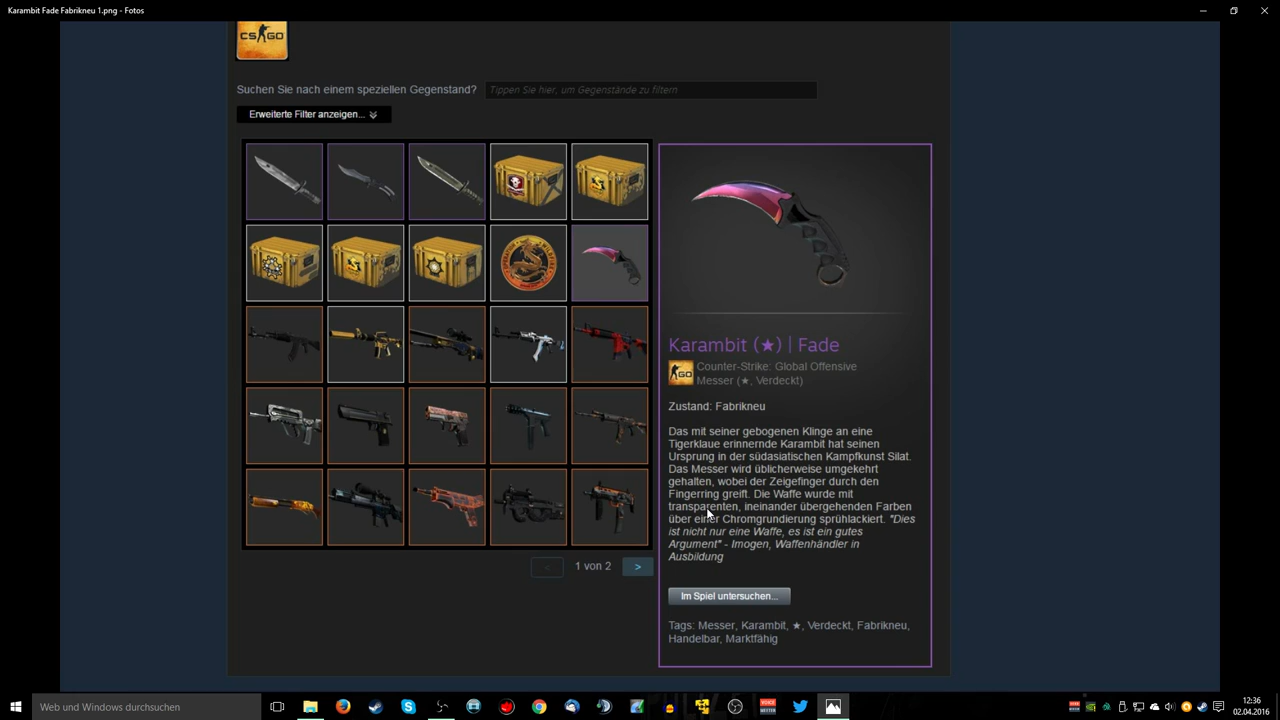 Karambit Fade Fabrikneu 1.png - Fotos
CS GO
Suchen Sie nach einem speziellen Gegenstand?
Tippen Sie hier, um Gegenstände zu filtern
Erweiterte Filter anzeigen...
Karambit (★) | Fade
GO
Counter-Strike: Global Offensive
Messer (★, Verdeckt)
Zustand: Fabrikneu
Das mit seiner gebogenen Klinge an eine
Tigerklaue erinnernde Karambit hat seinen
Ursprung in der südasiatischen Kampfkunst Silat.
Das Messer wird üblicherweise umgekehrt
gehalten, wobei der Zeigefinger durch den
Fingerring greift. Die Waffe wurde mit
transparenten, ineinander übergehenden Farben
über einer Chromgrundierung sprühlackiert. "Dies
ist nicht nur eine Waffe, es ist ein gutes
Argument" - Imogen, Waffenhändler in
Ausbildung
< 1 von 2 >
Im Spiel untersuchen...
Tags: Messer, Karambit, ★, Verdeckt, Fabrikneu,
Handelbar, Marktfähig
Web und Windows durchsuchen
12:36
02.04.2016